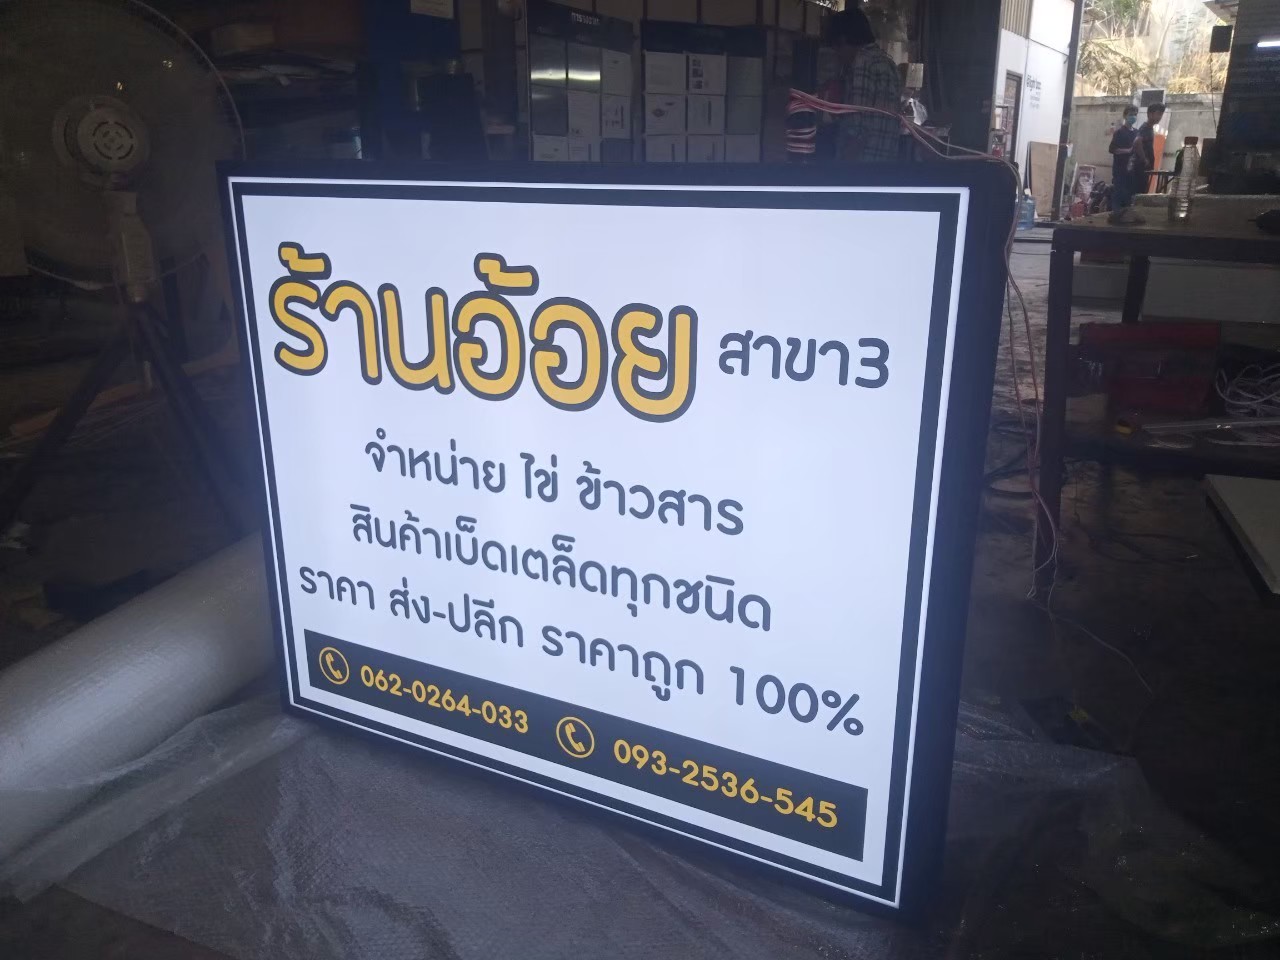 ร้านอ้อย สาขา3
จำหน่าย ไข่ ข้าวสาร
สินค้าเบ็ดเตล็ดทุกชนิด
ราคา ส่ง-ปลีก ราคาถูก 100%
062-0264-033 093-2536-545